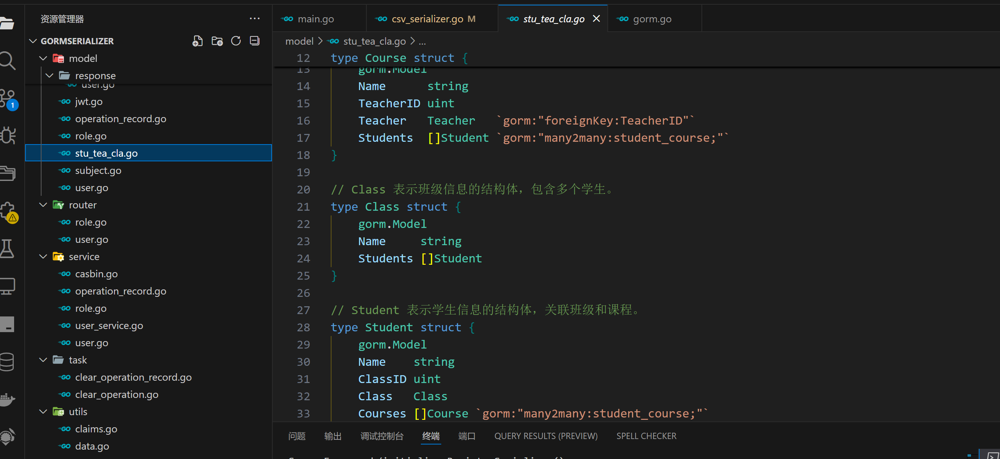 资源管理器
GORMSERIALIZER
model
response
user.go
jwt.go
operation_record.go
role.go
stu_tea_cla.go
subject.go
user.go
router
role.go
user.go
service
casbin.go
operation_record.go
role.go
user_service.go
user.go
task
clear_operation_record.go
clear_operation.go
utils
claims.go
data.go
1
main.go
csv_serializer.go M
stu_tea_cla.go
gorm.go
model > stu_tea_cla.go > ...
12 type Course struct {
13 gorm.Model
14 Name string
15 TeacherID uint
16 Teacher Teacher `gorm:"foreignKey:TeacherID"`
17 Students []Student `gorm:"many2many:student_course;"`
18 }
19
20 // Class 表示班级信息的结构体，包含多个学生。
21 type Class struct {
22 gorm.Model
23 Name string
24 Students []Student
25 }
26
27 // Student 表示学生信息的结构体，关联班级和课程。
28 type Student struct {
29 gorm.Model
30 Name string
31 ClassID uint
32 Class Class
33 Courses []Course `gorm:"many2many:student_course;"`
问题 输出 调试控制台 终端 端口 QUERY RESULTS (PREVIEW) SPELL CHECKER